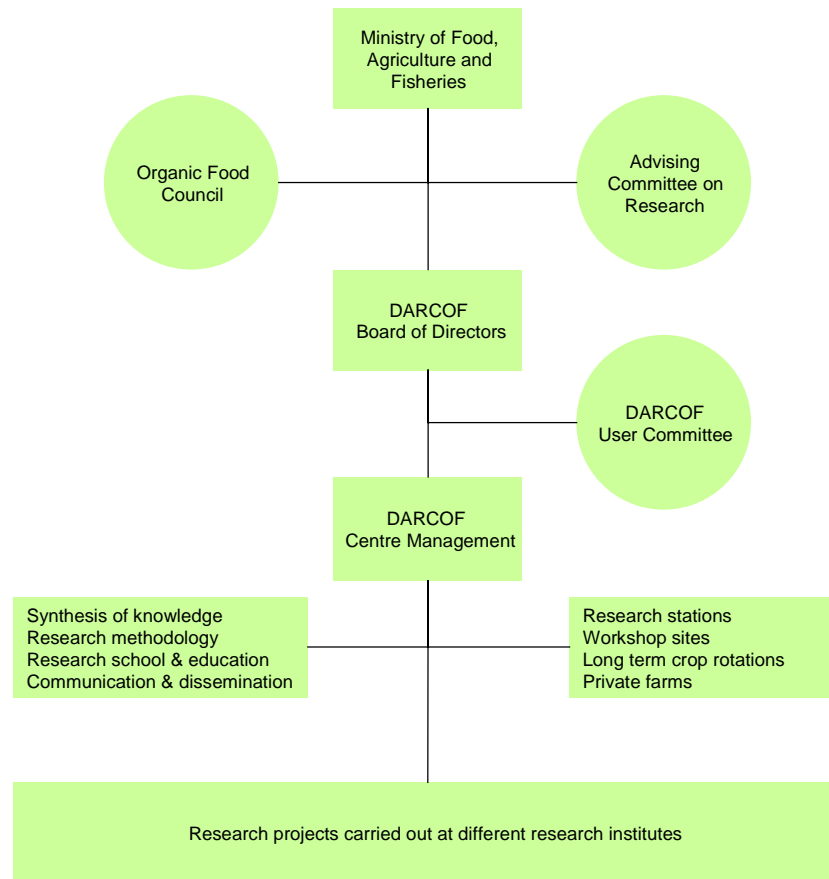 Ministry of Food,
Agriculture and
Fisheries
Organic Food
Council
Advising
Committee on
Research
DARCOF
Board of Directors
DARCOF
User Committee
DARCOF
Centre Management
Synthesis of knowledge
Research methodology
Research school & education
Communication & dissemination
Research stations
Workshop sites
Long term crop rotations
Private farms
Research projects carried out at different research institutes